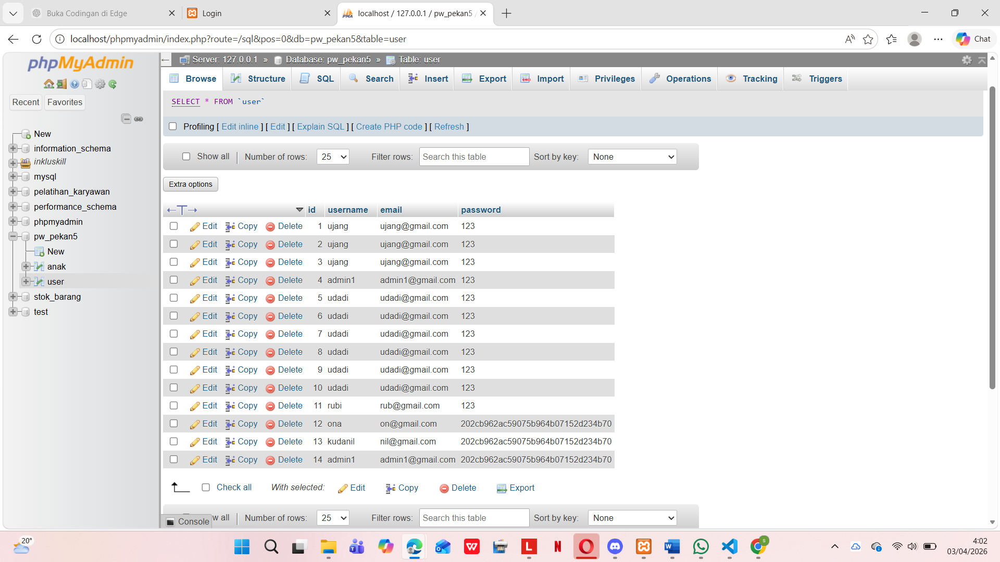 Buka Codingan di Edge
Login
localhost / 127.0.0.1 / pw_pekan5
localhost/phpmyadmin/index.php?route=/sql&pos=0&db=pw_pekan5&table=user
Chat
phpMyAdmin
Recent Favorites
New
information_schema
inkluskill
mysql
pelatihan_karyawan
performance_schema
phpmyadmin
pw_pekan5
New
anak
user
stok_barang
test
Server: 127.0.0.1 » Database: pw_pekan5 » Table: user
Browse Structure SQL Search Insert Export Import Privileges Operations Tracking Triggers
SELECT * FROM `user`
Profiling [ Edit inline ] [ Edit ] [ Explain SQL ] [ Create PHP code ] [ Refresh ]
Show all Number of rows: 25 Filter rows: Search this table Sort by key: None
Extra options
id username email password
Edit Copy Delete 1 ujang ujang@gmail.com 123
Edit Copy Delete 2 ujang ujang@gmail.com 123
Edit Copy Delete 3 ujang ujang@gmail.com 123
Edit Copy Delete 4 admin1 admin1@gmail.com 123
Edit Copy Delete 5 udadi udadi@gmail.com 123
Edit Copy Delete 6 udadi udadi@gmail.com 123
Edit Copy Delete 7 udadi udadi@gmail.com 123
Edit Copy Delete 8 udadi udadi@gmail.com 123
Edit Copy Delete 9 udadi udadi@gmail.com 123
Edit Copy Delete 10 udadi udadi@gmail.com 123
Edit Copy Delete 11 rubi rub@gmail.com 123
Edit Copy Delete 12 ona on@gmail.com 202cb962ac59075b964b07152d234b70
Edit Copy Delete 13 kudanil nil@gmail.com 202cb962ac59075b964b07152d234b70
Edit Copy Delete 14 admin1 admin1@gmail.com 202cb962ac59075b964b07152d234b70
Check all With selected: Edit Copy Delete Export
w all Number of rows: 25 Filter rows: Search this table Sort by key: None
Console
20°
4:02
03/04/2026